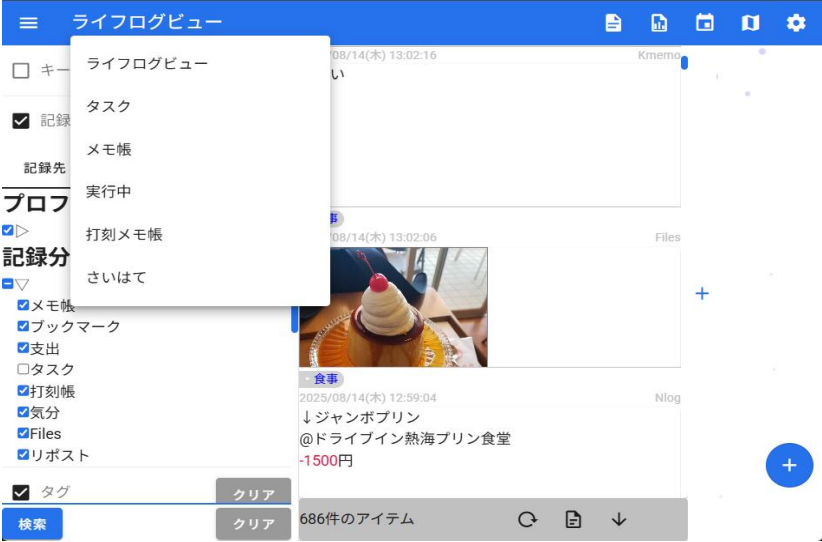 ライフログビュー
ライフログビュー
タスク
メモ帳
実行中
打刻メモ帳
さいはて
キー
記録
記録先
プロフ
記録分
メモ帳
ブックマーク
支出
タスク
打刻帳
気分
Files
リポスト
タグ
クリア
検索
クリア
/08/14(木) 13:02:16
Kmemo
い
事
/08/14(木) 13:02:06
Files
食事
2025/08/14(木) 12:59:04
Nlog
↓ジャンボプリン
@ドライブイン熱海プリン食堂
-1500円
686件のアイテム